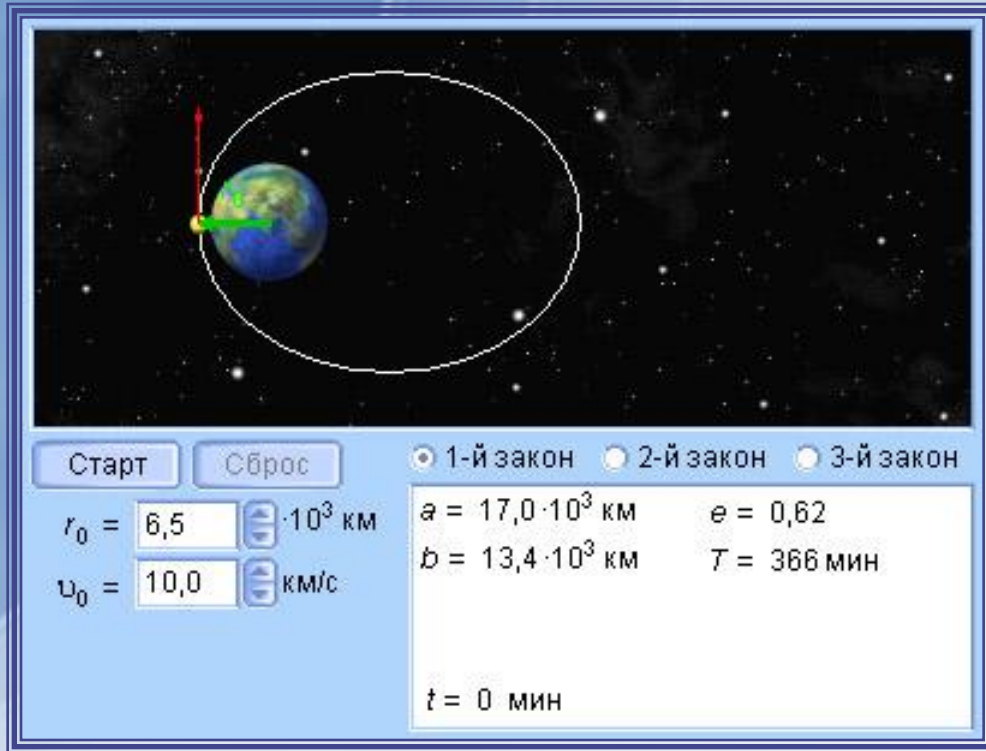 Старт Сброс
1-й закон 2-й закон 3-й закон
r₀ = 6,5 ·10³ км
υ₀ = 10,0 км/с
a = 17,0·10³ км e = 0,62
b = 13,4·10³ км T = 366 мин
t = 0 мин